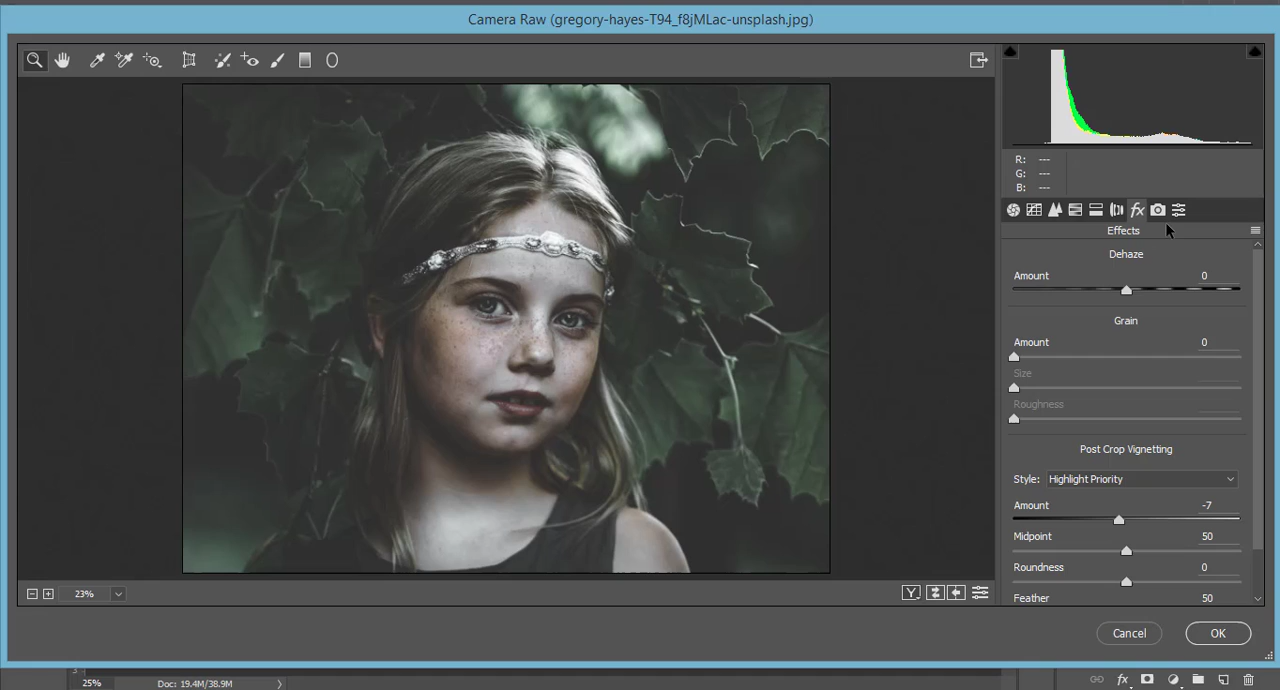 Camera Raw (gregory-hayes-T94_f8jMLac-unsplash.jpg)
R: ---
G: ---
B: ---
fx
Effects
Dehaze
Amount 0
Grain
Amount 0
Size
Roughness
Post Crop Vignetting
Style: Highlight Priority
Amount -7
Midpoint 50
Roundness 0
Feather 50
23%
Y
Cancel
OK
25%
Doc: 19.4M/38.9M
fx